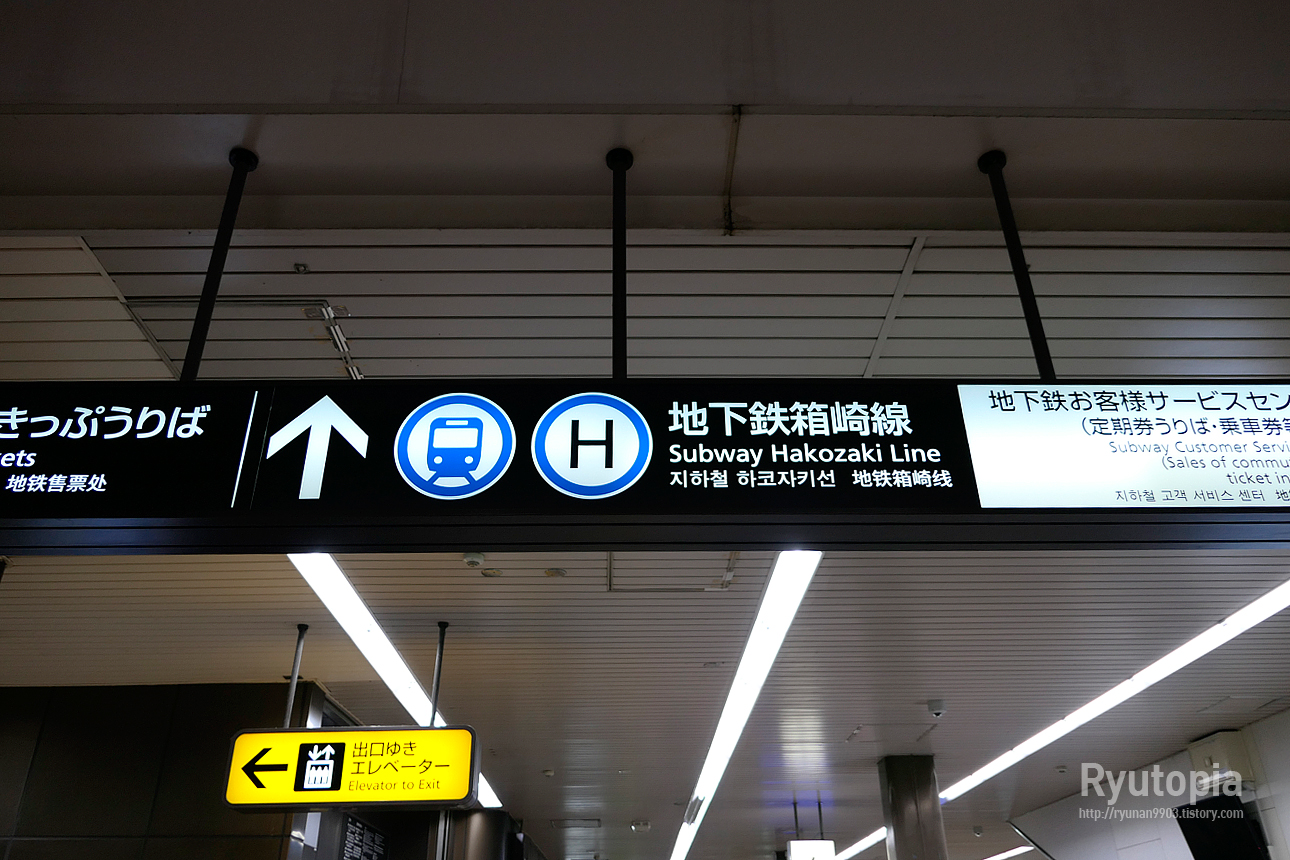 きっぷうりば
地铁售票处
H
地下鉄箱崎線
Subway Hakozaki Line
지하철 하코자키선 地铁箱崎线
地下鉄お客様サービスセン
(定期券うりば・乗車券等
Subway Customer Servi
(Sales of commu
ticket in
지하철 고객 서비스 센터
出口ゆき
エレベーター
Elevator to Exit
Ryutopia
http://ryunan9903.tistory.com